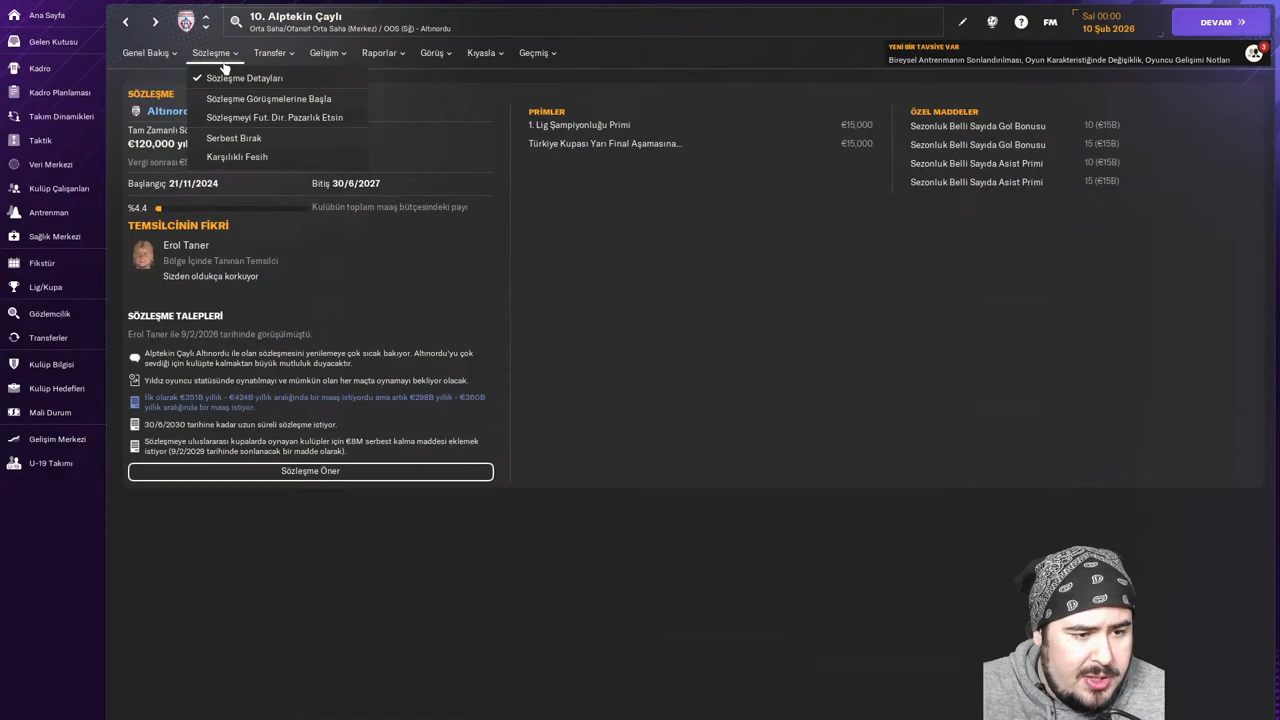 Ana Sayfa
Gelen Kutusu
Kadro
Kadro Planlaması
Takım Dinamikleri
Taktik
Veri Merkezi
Kulüp Çalışanları
Antrenman
Sağlık Merkezi
Fikstür
Lig/Kupa
Gözlemcilik
Transferler
Kulüp Bilgisi
Kulüp Hedefleri
Mali Durum
Gelişim Merkezi
U-19 Takımı
10. Alptekin Çaylı
Orta Saha/Ofansif Orta Saha (Merkez) / OOS (Sğ) - Altınordu
FM
Sal 00:00
10 Şub 2026
DEVAM
Genel Bakış
Sözleşme
Transfer
Gelişim
Raporlar
Görüş
Kıyasla
Geçmiş
YENİ BİR TAVSİYE VAR
Bireysel Antrenmanın Sonlandırılması, Oyun Karakteristiğinde Değişiklik, Oyuncu Gelişimi Notları
3
Sözleşme Detayları
Sözleşme Görüşmelerine Başla
Sözleşmeyi Fut. Dir. Pazarlık Etsin
Serbest Bırak
Karşılıklı Fesih
SÖZLEŞME
Altınord
Tam Zamanlı Sö
€120,000 yıl
Vergi sonrası
Başlangıç 21/11/2024
Bitiş 30/6/2027
%4.4
Kulübün toplam maaş bütçesindeki payı
TEMSİLCİNİN FİKRİ
Erol Taner
Bölge İçinde Tanınan Temsilci
Sizden oldukça korkuyor
SÖZLEŞME TALEPLERİ
Erol Taner ile 9/2/2026 tarihinde görüşülmüştü.
Alptekin Çaylı Altınordu ile olan sözleşmesini yenilemeye çok sıcak bakıyor. Altınordu'yu çok
sevdiği için kulüpte kalmaktan büyük mutluluk duyacaktır.
Yıldız oyuncu statüsünde oynatılmayı ve mümkün olan her maçta oynamayı bekliyor olacak.
İlk olarak €351B yıllık - €424B yıllık aralığında bir maaş istiyordu ama artık €298B yıllık - €360B
yıllık aralığında bir maaş istiyor.
30/6/2030 tarihine kadar uzun süreli sözleşme istiyor.
Sözleşmeye uluslararası kupalarda oynayan kulüpler için €8M serbest kalma maddesi eklemek
istiyor (9/2/2029 tarihinde sonlanacak bir madde olarak).
Sözleşme Öner
PRİMLER
1. Lig Şampiyonluğu Primi €15,000
Türkiye Kupası Yarı Final Aşamasına... €15,000
ÖZEL MADDELER
Sezonluk Belli Sayıda Gol Bonusu 10 (€15B)
Sezonluk Belli Sayıda Gol Bonusu 15 (€15B)
Sezonluk Belli Sayıda Asist Primi 10 (€15B)
Sezonluk Belli Sayıda Asist Primi 15 (€15B)